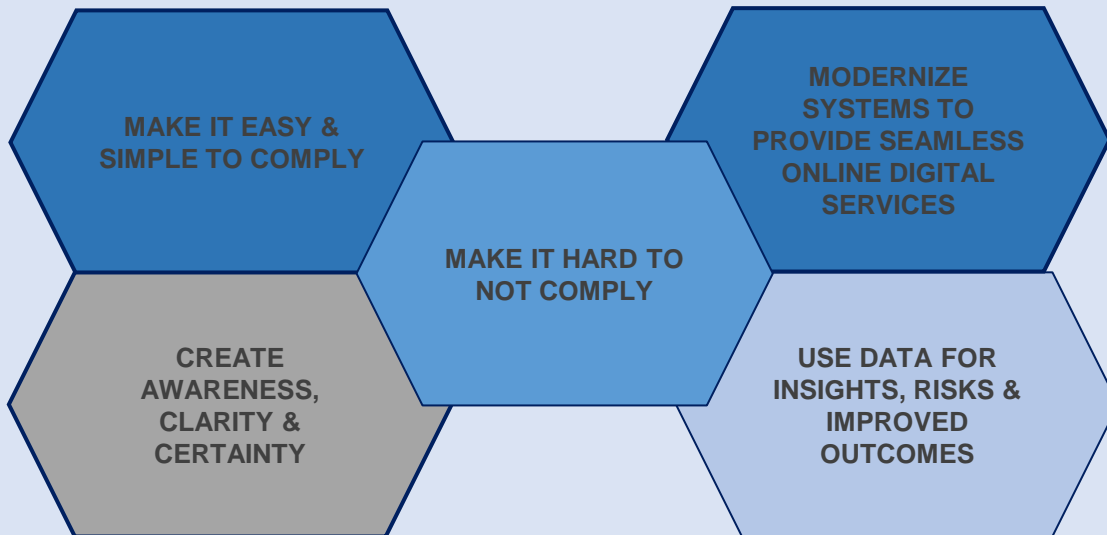 MAKE IT EASY &
SIMPLE TO COMPLY
MODERNIZE
SYSTEMS TO
PROVIDE SEAMLESS
ONLINE DIGITAL
SERVICES
MAKE IT HARD TO
NOT COMPLY
CREATE
AWARENESS,
CLARITY &
CERTAINTY
USE DATA FOR
INSIGHTS, RISKS &
IMPROVED
OUTCOMES